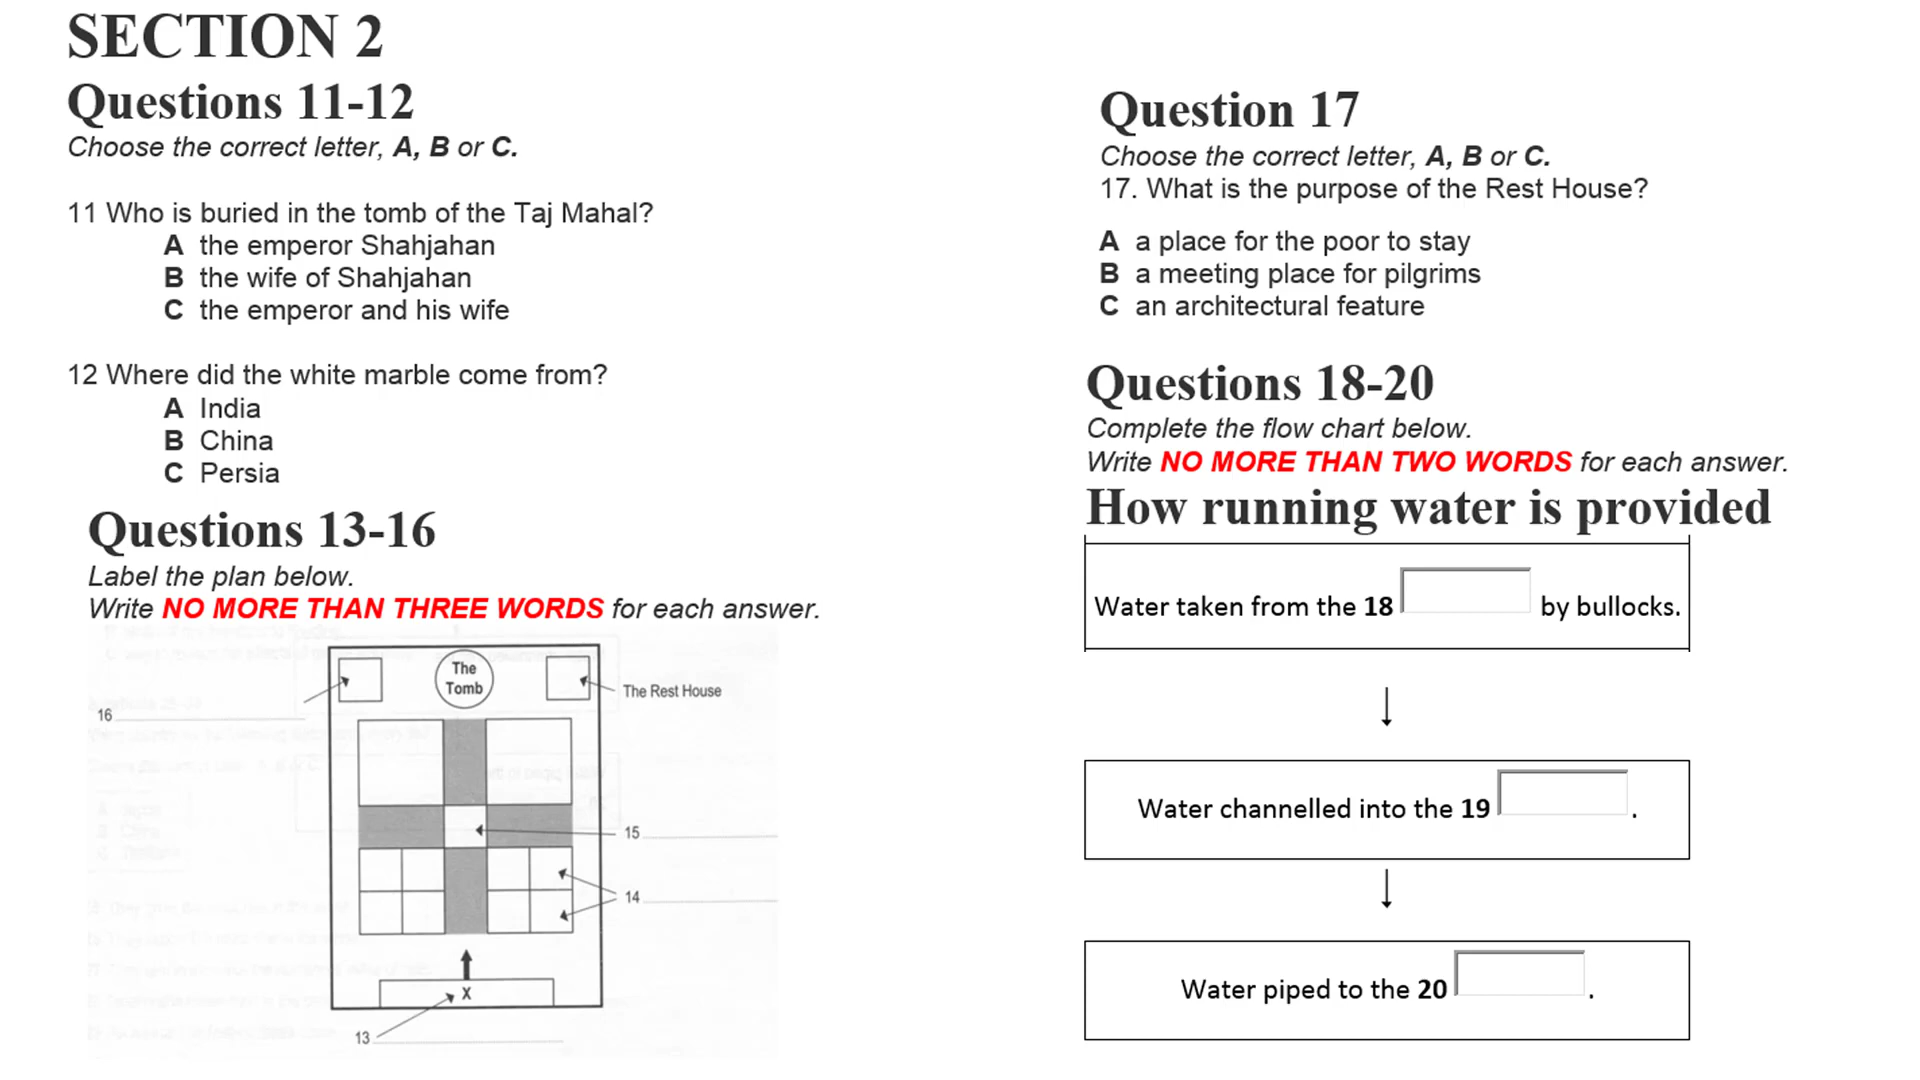 SECTION 2
Questions 11-12
Choose the correct letter, A, B or C.
11 Who is buried in the tomb of the Taj Mahal?
A the emperor Shahjahan
B the wife of Shahjahan
C the emperor and his wife
12 Where did the white marble come from?
A India
B China
C Persia
Questions 13-16
Label the plan below.
Write NO MORE THAN THREE WORDS for each answer.
The
Tomb
The Rest House
16
15
14
X
13
Question 17
Choose the correct letter, A, B or C.
17. What is the purpose of the Rest House?
A a place for the poor to stay
B a meeting place for pilgrims
C an architectural feature
Questions 18-20
Complete the flow chart below.
Write NO MORE THAN TWO WORDS for each answer.
How running water is provided
Water taken from the 18 by bullocks.
Water channelled into the 19 .
Water piped to the 20 .